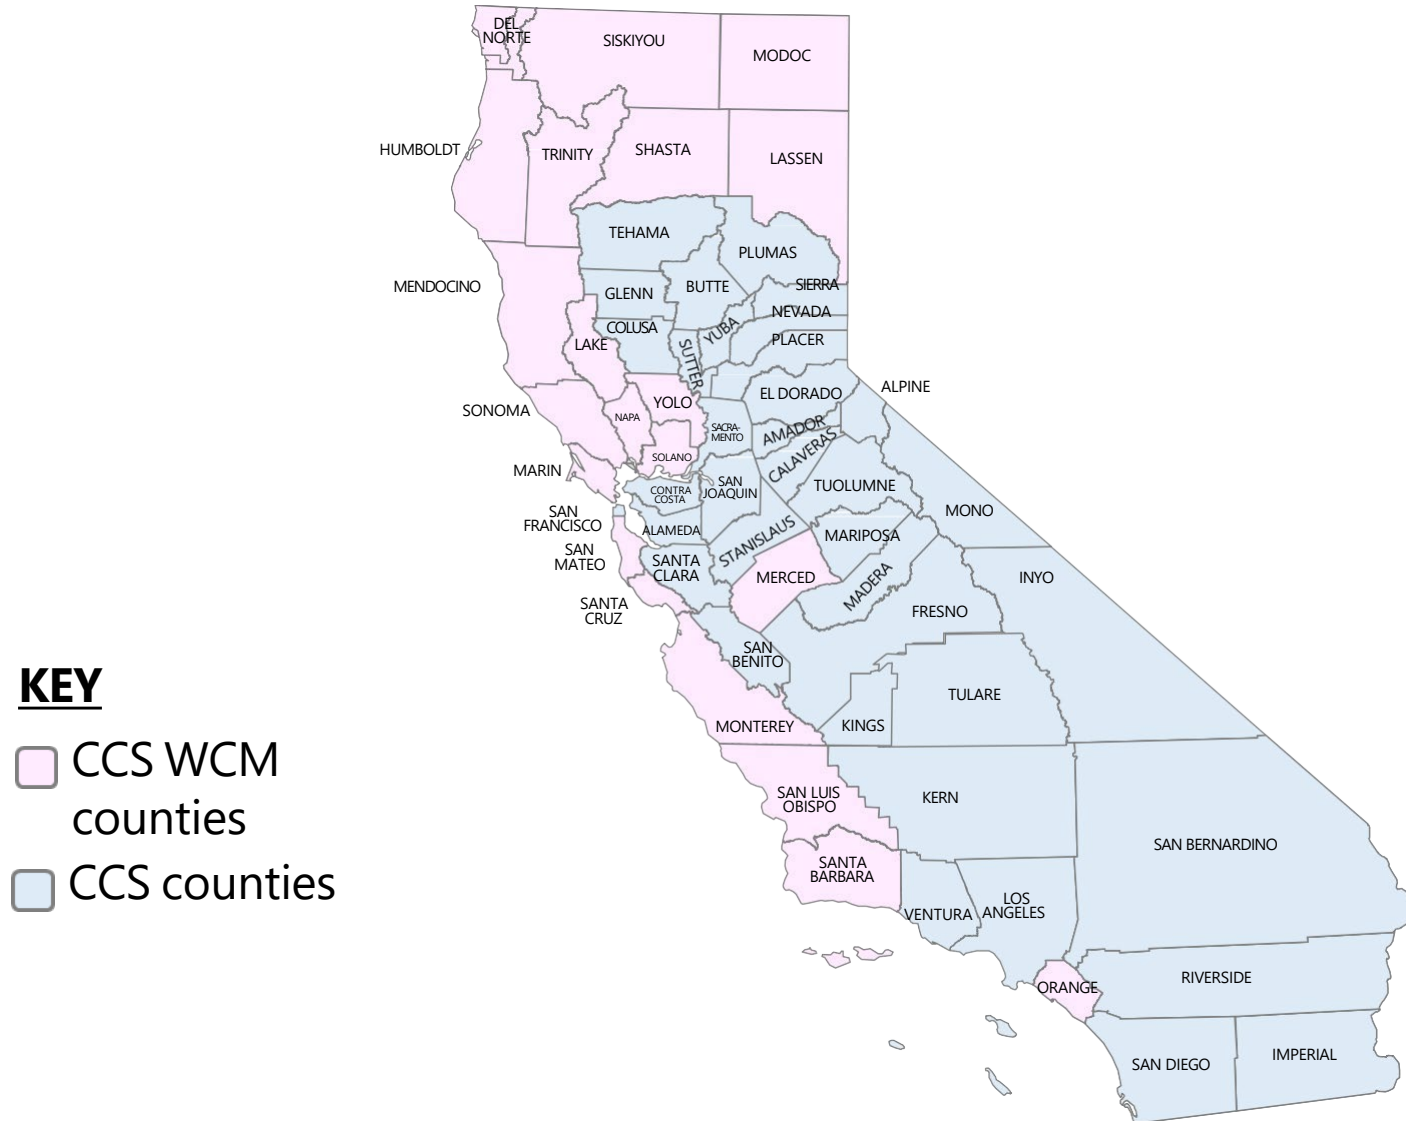 DEL
NORTE
SISKIYOU
MODOC
HUMBOLDT
TRINITY
SHASTA
LASSEN
TEHAMA
PLUMAS
MENDOCINO
GLENN
BUTTE
SIERRA
NEVADA
COLUSA
YUBA
PLACER
LAKE
SUTTER
EL DORADO
ALPINE
YOLO
SONOMA
NAPA
SACRA-
MENTO
AMADOR
CALAVERAS
SOLANO
MARIN
CONTRA
COSTA
SAN
JOAQUIN
TUOLUMNE
MONO
SAN
FRANCISCO
ALAMEDA
STANISLAUS
MARIPOSA
SAN
MATEO
SANTA
CLARA
MERCED
MADERA
INYO
SANTA
CRUZ
FRESNO
SAN
BENITO
TULARE
MONTEREY
KINGS
SAN LUIS
OBISPO
KERN
SAN BERNARDINO
SANTA
BARBARA
VENTURA
LOS
ANGELES
ORANGE
RIVERSIDE
SAN DIEGO
IMPERIAL
KEY
CCS WCM
counties
CCS counties